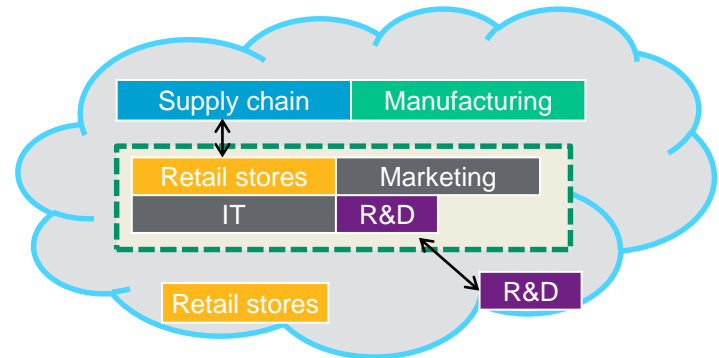 Supply chain Manufacturing
Retail stores Marketing
IT R&D
Retail stores R&D